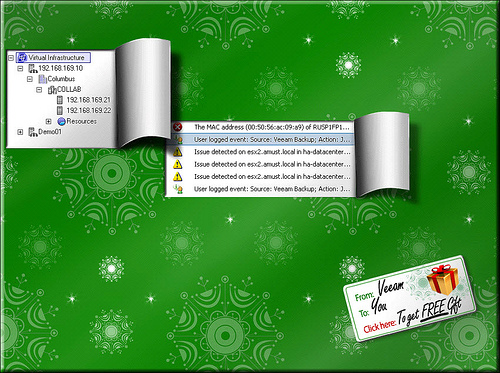 Virtual Infrastructure
192.168.169.10
Columbus
COLLAB
192.168.169.21
192.168.169.22
Resources
Demo01
The MAC address (00:50:56:ac:09:a9) of RUSP1FP1...
User logged event: Source: Veeam Backup; Action: J...
Issue detected on esx2.amust.local in ha-datacenter...
Issue detected on esx2.amust.local in ha-datacenter...
Issue detected on esx2.amust.local in ha-datacenter...
User logged event: Source: Veeam Backup; Action: J...
From: Veeam
To: You
Click here: To get FREE Gift